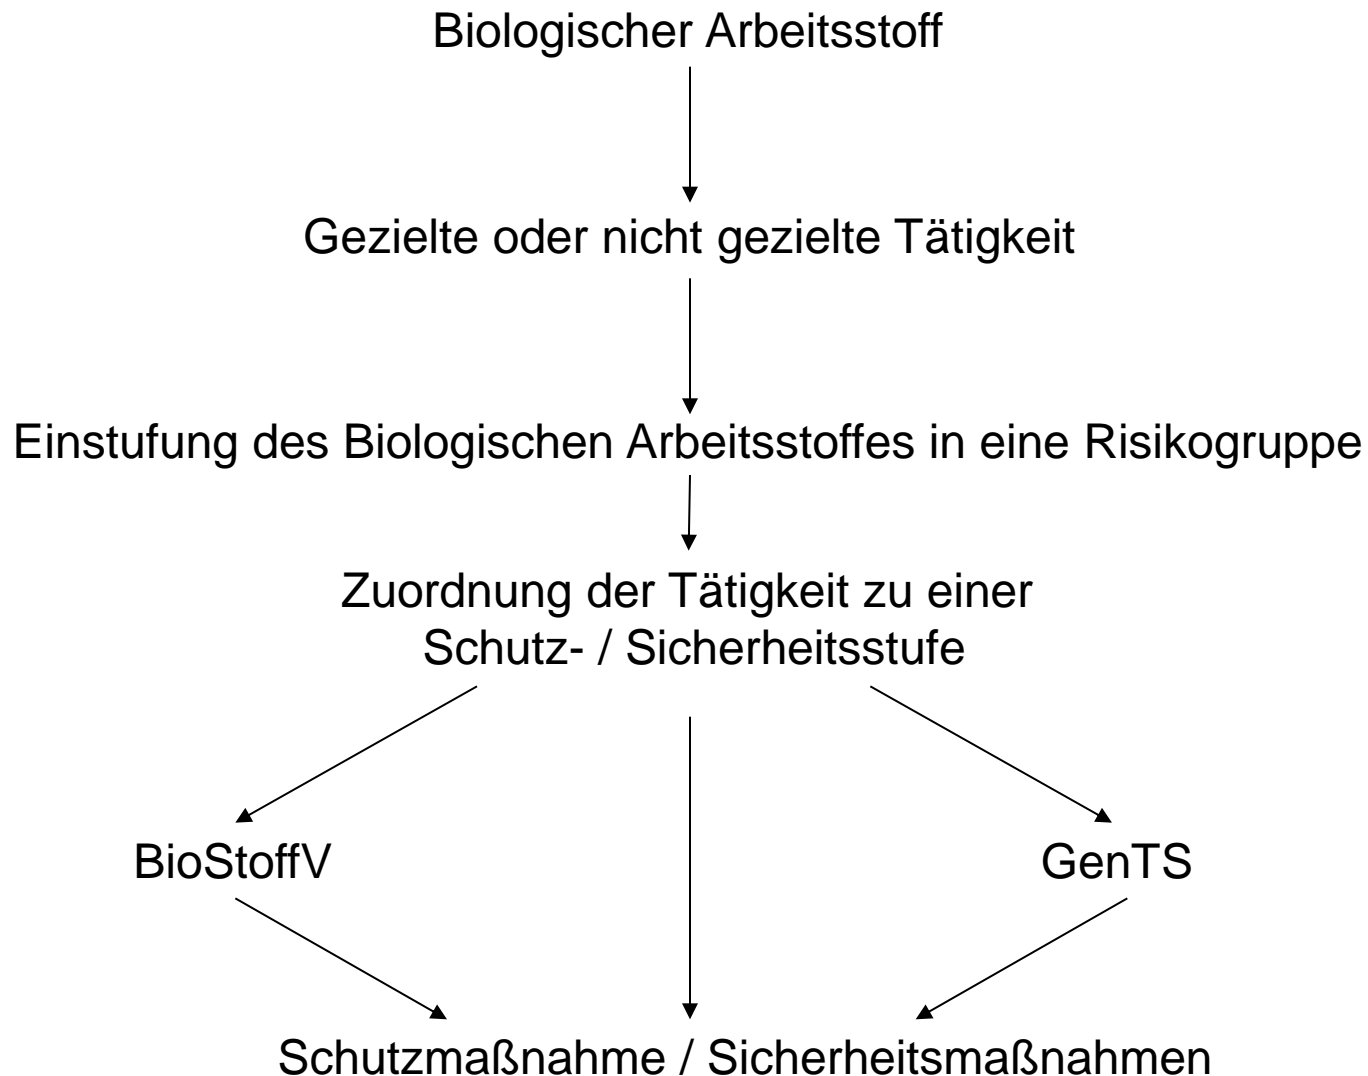 Biologischer Arbeitsstoff
Gezielte oder nicht gezielte Tätigkeit
Einstufung des Biologischen Arbeitsstoffes in eine Risikogruppe
Zuordnung der Tätigkeit zu einer
Schutz- / Sicherheitsstufe
BioStoffV
GenTS
Schutzmaßnahme / Sicherheitsmaßnahmen